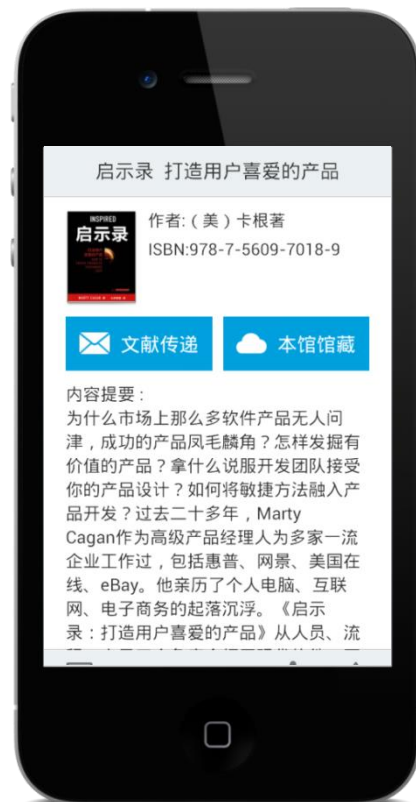 启示录 打造用户喜爱的产品
INSPIRED
启示录
作者:（美）卡根著
ISBN:978-7-5609-7018-9
文献传递
本馆馆藏
内容提要：
为什么市场上那么多软件产品无人问
津，成功的产品凤毛麟角？怎样发掘有
价值的产品？拿什么说服开发团队接受
你的产品设计？如何将敏捷方法融入产
品开发？过去二十多年，Marty
Cagan作为高级产品经理人为多家一流
企业工作过，包括惠普、网景、美国在
线、eBay。他亲历了个人电脑、互联
网、电子商务的起落沉浮。《启示
录：打造用户喜爱的产品》从人员、流